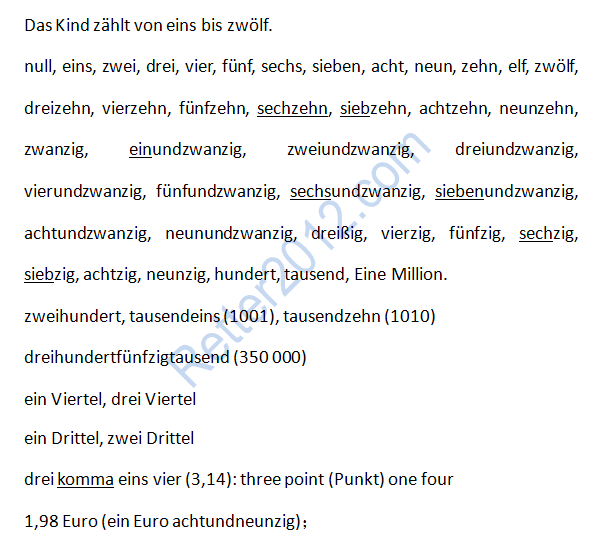 Das Kind zählt von eins bis zwölf.
null, eins, zwei, drei, vier, fünf, sechs, sieben, acht, neun, zehn, elf, zwölf,
dreizehn, vierzehn, fünfzehn, sechzehn, siebzehn, achtzehn, neunzehn,
zwanzig, einundzwanzig, zweiundzwanzig, dreiundzwanzig,
vierundzwanzig, fünfundzwanzig, sechsundzwanzig, siebenundzwanzig,
achtundzwanzig, neunundzwanzig, dreißig, vierzig, fünfzig, sechzig,
siebzig, achtzig, neunzig, hundert, tausend, Eine Million.
zweihundert, tausendeins (1001), tausendzehn (1010)
dreihundertfünfzigtausend (350 000)
ein Viertel, drei Viertel
ein Drittel, zwei Drittel
drei komma eins vier (3,14): three point (Punkt) one four
1,98 Euro (ein Euro achtundneunzig)；
Retter2012.com